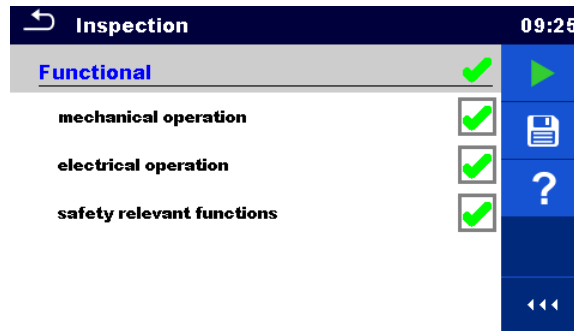 Inspection 09:25
Functional
mechanical operation
electrical operation
safety relevant functions
?